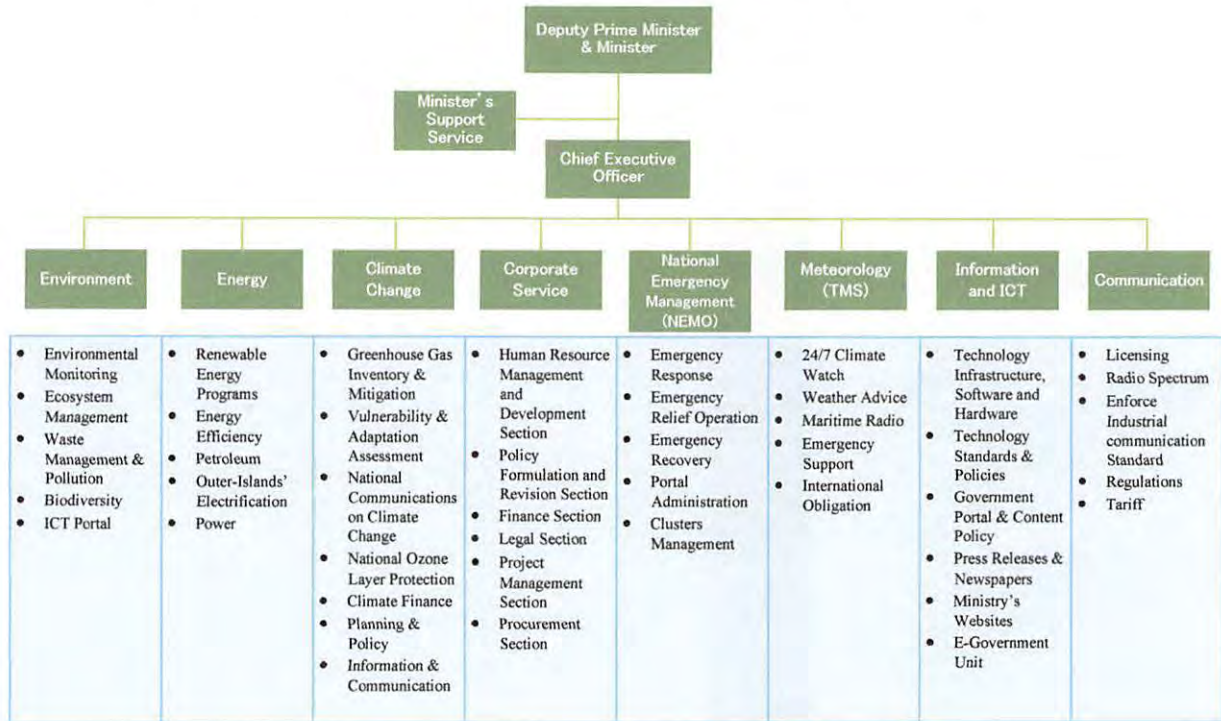 Deputy Prime Minister
& Minister
Minister's
Support
Service
Chief Executive
Officer
Environment
Energy
Climate
Change
Corporate
Service
National
Emergency
Management
(NEMO)
Meteorology
(TMS)
Information
and ICT
Communication
• Environmental
Monitoring
• Ecosystem
Management
• Waste
Management &
Pollution
• Biodiversity
• ICT Portal
• Renewable
Energy
Programs
• Energy
Efficiency
• Petroleum
• Outer-Islands'
Electrification
• Power
• Greenhouse Gas
Inventory &
Mitigation
• Vulnerability &
Adaptation
Assessment
• National
Communications
on Climate
Change
• National Ozone
Layer Protection
• Climate Finance
• Planning &
Policy
• Information &
Communication
• Human Resource
Management
and
Development
Section
• Policy
Formulation and
Revision Section
• Finance Section
• Legal Section
• Project
Management
Section
• Procurement
Section
• Emergency
Response
• Emergency
Relief Operation
• Emergency
Recovery
• Portal
Administration
• Clusters
Management
• 24/7 Climate
Watch
• Weather Advice
• Maritime Radio
• Emergency
Support
• International
Obligation
• Technology
Infrastructure,
Software and
Hardware
• Technology
Standards &
Policies
• Government
Portal & Content
Policy
• Press Releases &
Newspapers
• Ministry's
Websites
• E-Government
Unit
• Licensing
• Radio Spectrum
• Enforce
Industrial
communication
Standard
• Regulations
• Tariff